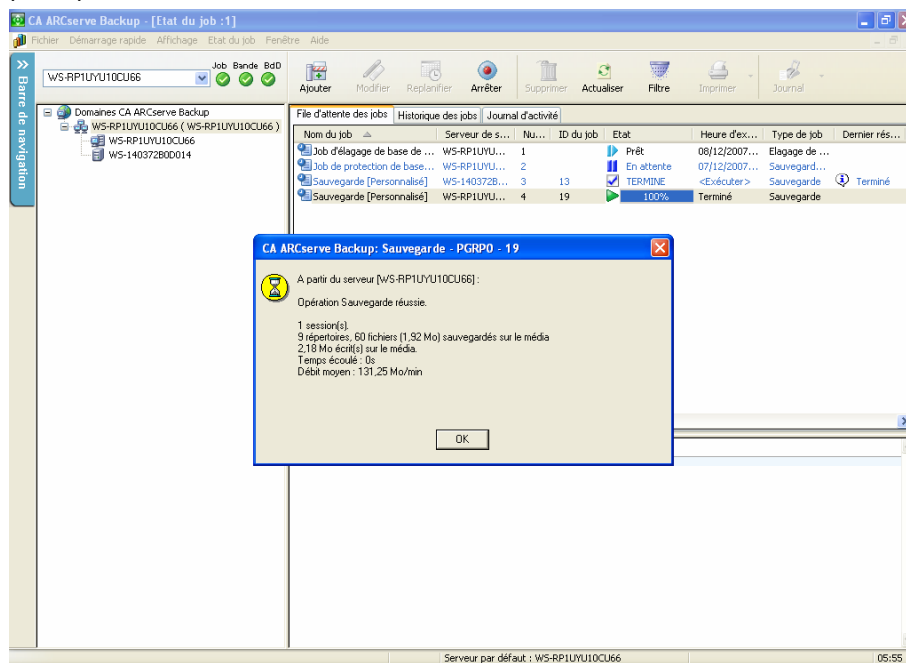 CA ARCserve Backup - [Etat du job :1]
Fichier Démarrage rapide Affichage Etat du job Fenêtre Aide
Barre de navigation
WS-RP1UYU10CU66
Job Bande BdD
Ajouter Modifier Replanifier Arrêter Supprimer Actualiser Filtre Imprimer Journal
Domaines CA ARCserve Backup
WS-RP1UYU10CU66 ( WS-RP1UYU10CU66 )
WS-RP1UYU10CU66
WS-140372B0D014
File d'attente des jobs Historique des jobs Journal d'activité
Nom du job Serveur de s... Nu... ID du job Etat Heure d'ex... Type de job Dernier rés...
Job d'élagage de base de ... WS-RP1UYU... 1 Prêt 08/12/2007... Elagage de ...
Job de protection de base... WS-RP1UYU... 2 En attente 07/12/2007... Sauvegard...
Sauvegarde [Personnalisé] WS-140372B... 3 13 TERMINE <Exécuter> Sauvegarde Terminé
Sauvegarde [Personnalisé] WS-RP1UYU... 4 19 100% Terminé Sauvegarde
CA ARCserve Backup: Sauvegarde - PGRP0 - 19
A partir du serveur [WS-RP1UYU10CU66] :
Opération Sauvegarde réussie.
1 session(s).
9 répertoires, 60 fichiers (1,92 Mo) sauvegardés sur le média
2,18 Mo écrit(s) sur le média.
Temps écoulé : 0s
Débit moyen : 131,25 Mo/min
OK
Serveur par défaut : WS-RP1UYU10CU66
05:55